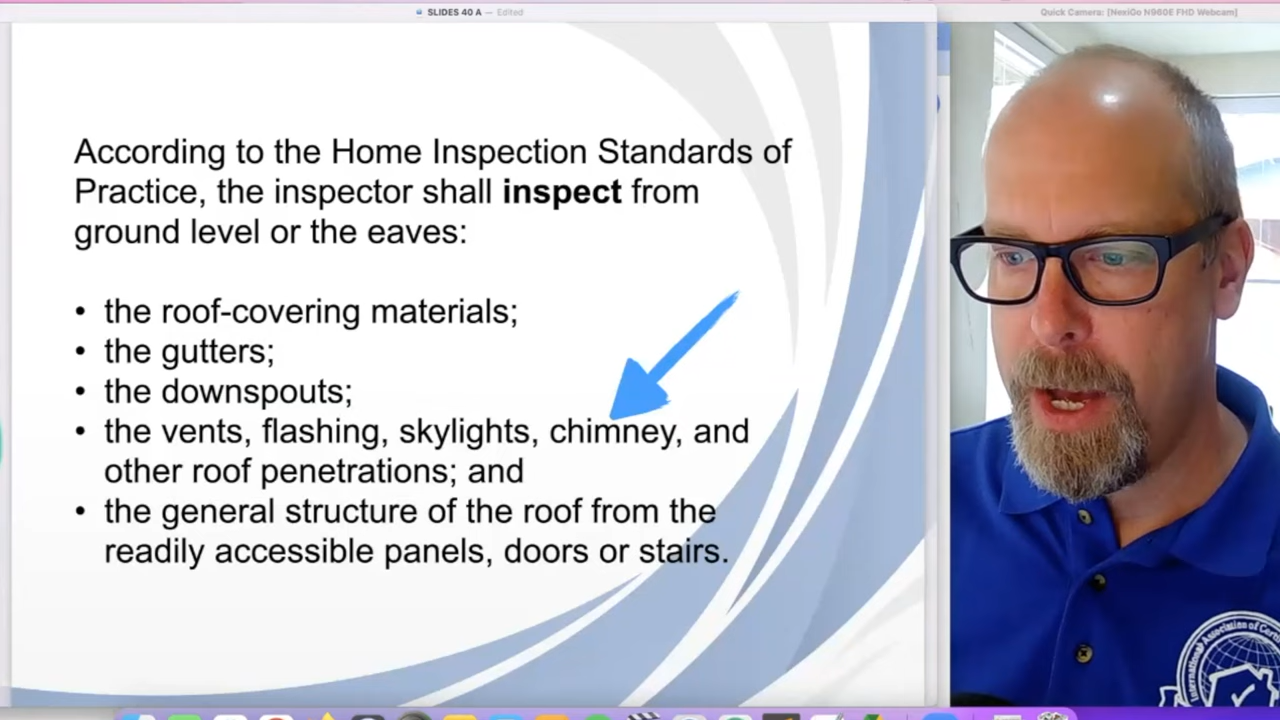 SLIDES 40 A — Edited
Quick Camera: [NexiGo N960E FHD Webcam]
According to the Home Inspection Standards of
Practice, the inspector shall inspect from
ground level or the eaves:
• the roof-covering materials;
• the gutters;
• the downspouts;
• the vents, flashing, skylights, chimney, and
other roof penetrations; and
• the general structure of the roof from the
readily accessible panels, doors or stairs.
International Association of